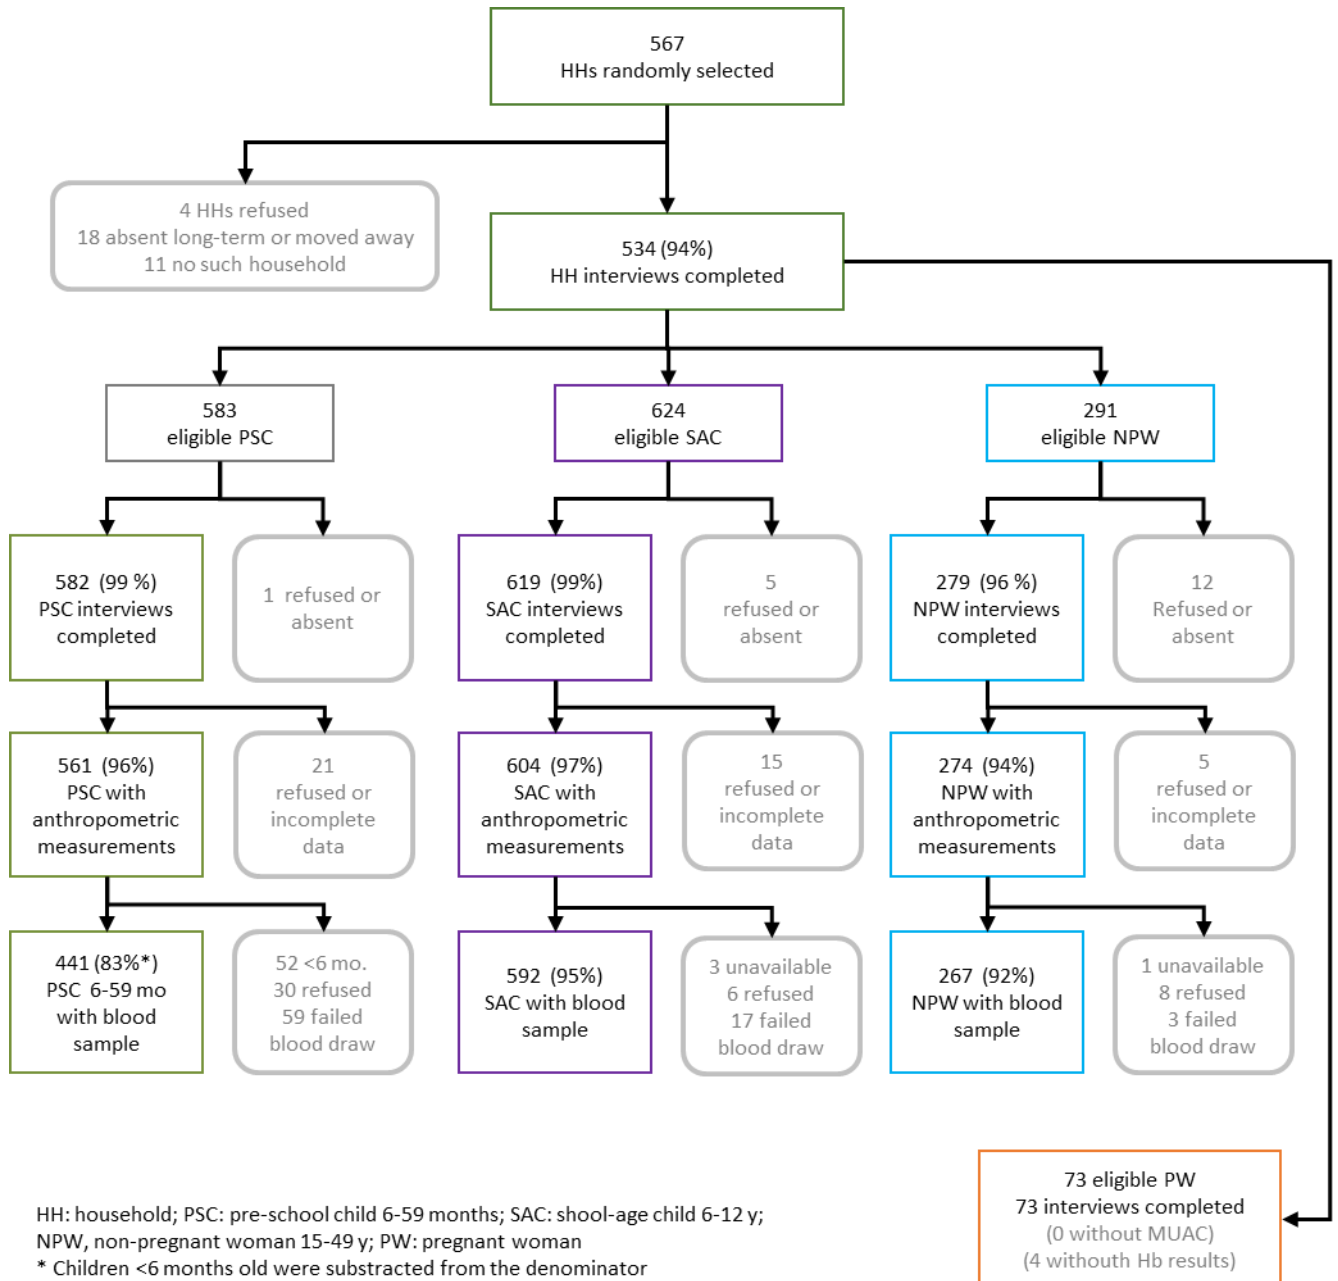 567
HHs randomly selected
4 HHs refused
18 absent long-term or moved away
11 no such household
534 (94%)
HH interviews completed
583
eligible PSC
624
eligible SAC
291
eligible NPW
582 (99 %)
PSC interviews
completed
1 refused or
absent
619 (99%)
SAC interviews
completed
5
refused or
absent
279 (96 %)
NPW interviews
completed
12
Refused or
absent
561 (96%)
PSC with
anthropometric
measurements
21
refused or
incomplete
data
604 (97%)
SAC with
anthropometric
measurements
15
refused or
incomplete
data
274 (94%)
NPW with
anthropometric
measurements
5
refused or
incomplete
data
441 (83%*)
PSC 6-59 mo
with blood
sample
52 <6 mo.
30 refused
59 failed
blood draw
592 (95%)
SAC with blood
sample
3 unavailable
6 refused
17 failed
blood draw
267 (92%)
NPW with blood
sample
1 unavailable
8 refused
3 failed
blood draw
73 eligible PW
73 interviews completed
(0 without MUAC)
(4 withouth Hb results)
HH: household; PSC: pre-school child 6-59 months; SAC: shool-age child 6-12 y;
NPW, non-pregnant woman 15-49 y; PW: pregnant woman
* Children <6 months old were substracted from the denominator